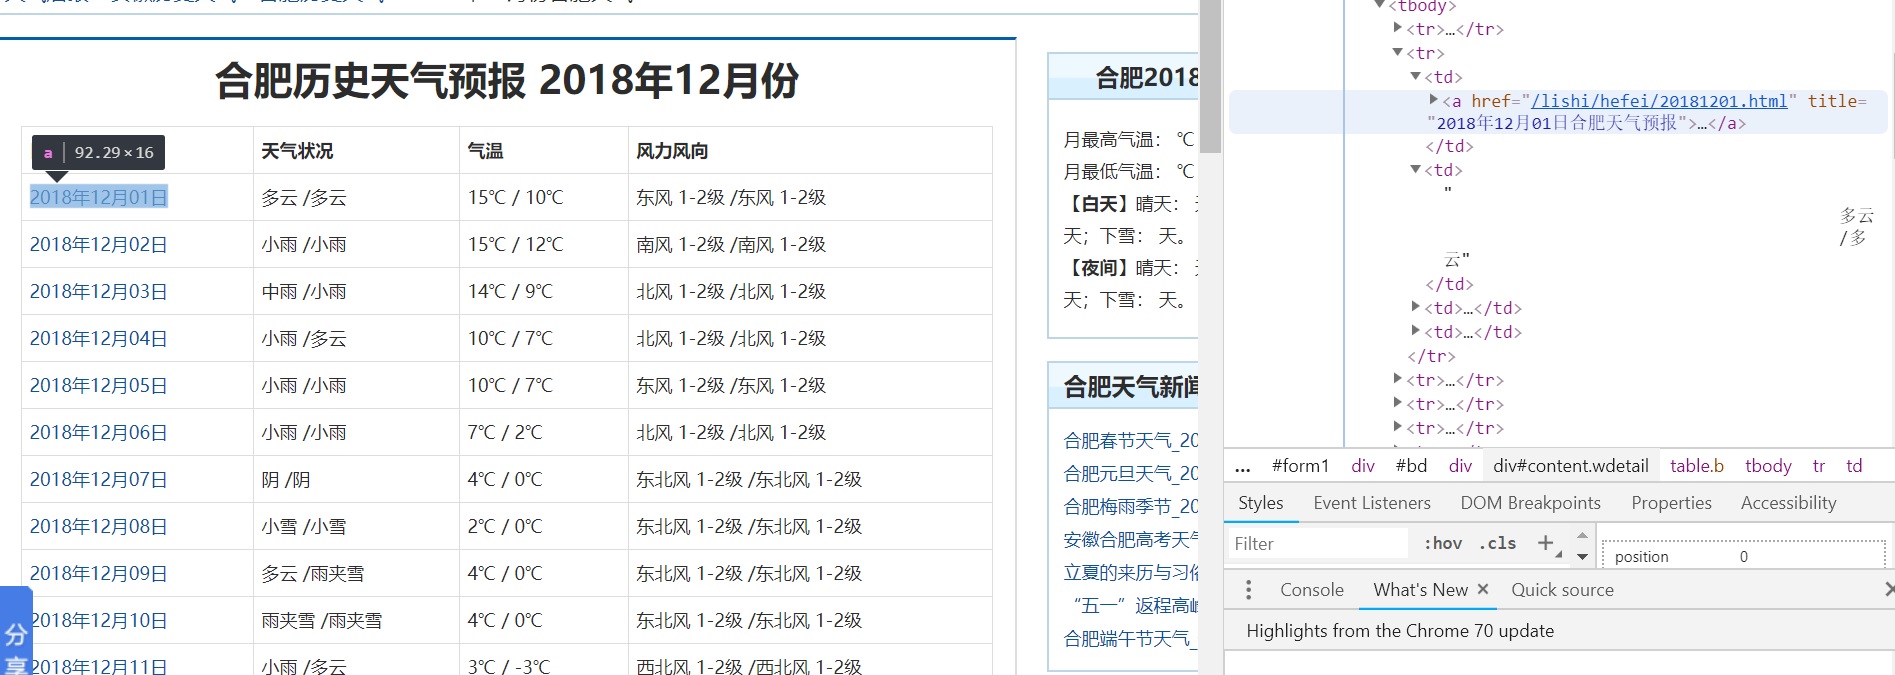 合肥历史天气预报 2018年12月份
a 92.29×16
天气状况 气温 风力风向
2018年12月01日 多云 /多云 15℃ / 10℃ 东风 1-2级 /东风 1-2级
2018年12月02日 小雨 /小雨 15℃ / 12℃ 南风 1-2级 /南风 1-2级
2018年12月03日 中雨 /小雨 14℃ / 9℃ 北风 1-2级 /北风 1-2级
2018年12月04日 小雨 /多云 10℃ / 7℃ 北风 1-2级 /北风 1-2级
2018年12月05日 小雨 /小雨 10℃ / 7℃ 东风 1-2级 /东风 1-2级
2018年12月06日 小雨 /小雨 7℃ / 2℃ 北风 1-2级 /北风 1-2级
2018年12月07日 阴 /阴 4℃ / 0℃ 东北风 1-2级 /东北风 1-2级
2018年12月08日 小雪 /小雪 2℃ / 0℃ 东北风 1-2级 /东北风 1-2级
2018年12月09日 多云 /雨夹雪 4℃ / 0℃ 东北风 1-2级 /东北风 1-2级
2018年12月10日 雨夹雪 /雨夹雪 4℃ / 0℃ 东北风 1-2级 /东北风 1-2级
2018年12月11日 小雨 /多云 3℃ / -3℃ 西北风 1-2级 /西北风 1-2级
分
享
合肥2018
月最高气温： ℃
月最低气温： ℃
【白天】晴天：
天；下雪： 天。
【夜间】晴天：
天；下雪： 天。
合肥天气新闻
合肥春节天气_20
合肥元旦天气_20
合肥梅雨季节_20
安徽合肥高考天气
立夏的来历与习俗
“五一”返程高峰
合肥端午节天气_
<tbody>
<tr>…</tr>
<tr>
<td>
<a href="/lishi/hefei/20181201.html" title=
"2018年12月01日合肥天气预报">…</a>
</td>
<td>
"
多云
/多
云"
</td>
<td>…</td>
<td>…</td>
</tr>
<tr>…</tr>
<tr>…</tr>
<tr>…</tr>
... #form1 div #bd div div#content.wdetail table.b tbody tr td
Styles Event Listeners DOM Breakpoints Properties Accessibility
Filter :hov .cls +
position 0
Console What's New × Quick source ×
Highlights from the Chrome 70 update